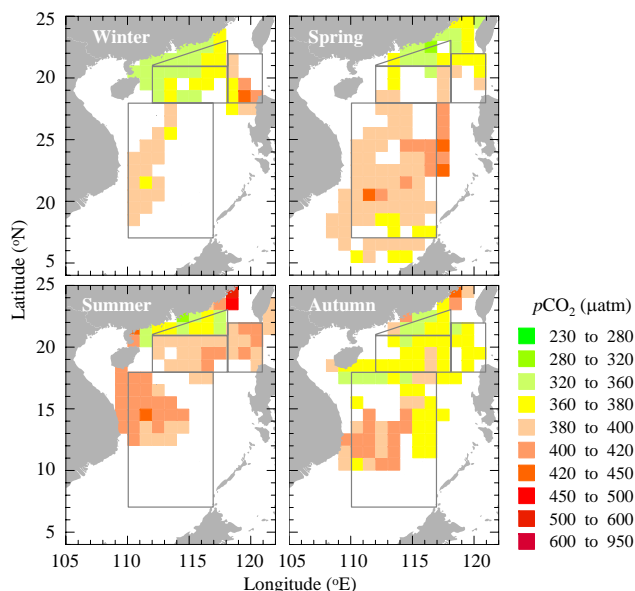 Winter
Spring
25
20
25
20
5
Latitude (°N)
Summer
Autumn
25
20
15
10
5
105 110 115 120
105 110 115 120
Longitude (°E)
pCO₂ (µatm)
230 to 280
280 to 320
320 to 360
360 to 380
380 to 400
400 to 420
420 to 450
450 to 500
500 to 600
600 to 950